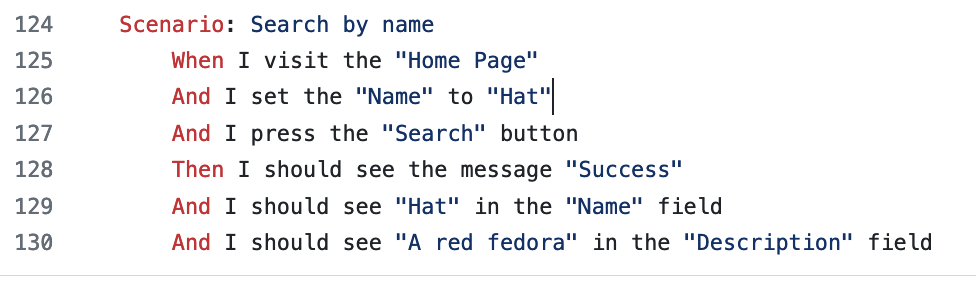 124 Scenario: Search by name
125 When I visit the "Home Page"
126 And I set the "Name" to "Hat"
127 And I press the "Search" button
128 Then I should see the message "Success"
129 And I should see "Hat" in the "Name" field
130 And I should see "A red fedora" in the "Description" field